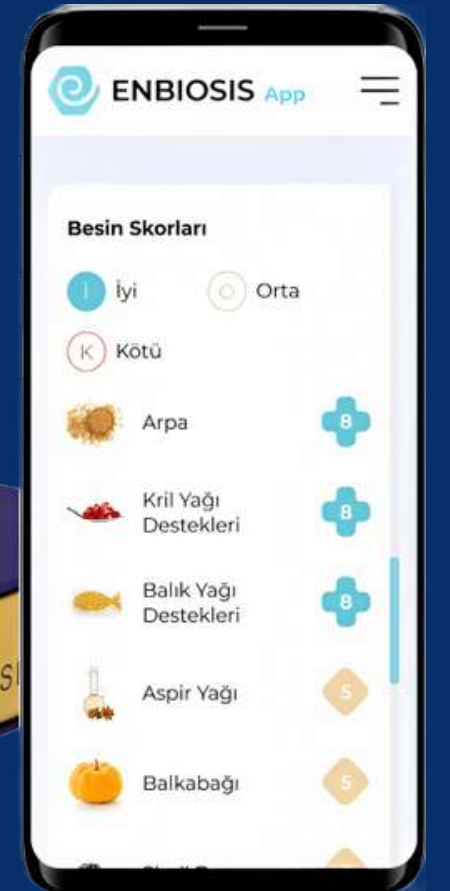 ENBIOSIS App
Besin Skorları
İ İyi
O Orta
K Kötü
Arpa 8
Kril Yağı
Destekleri 8
Balık Yağı
Destekleri 8
Aspir Yağı 5
Balkabağı 5